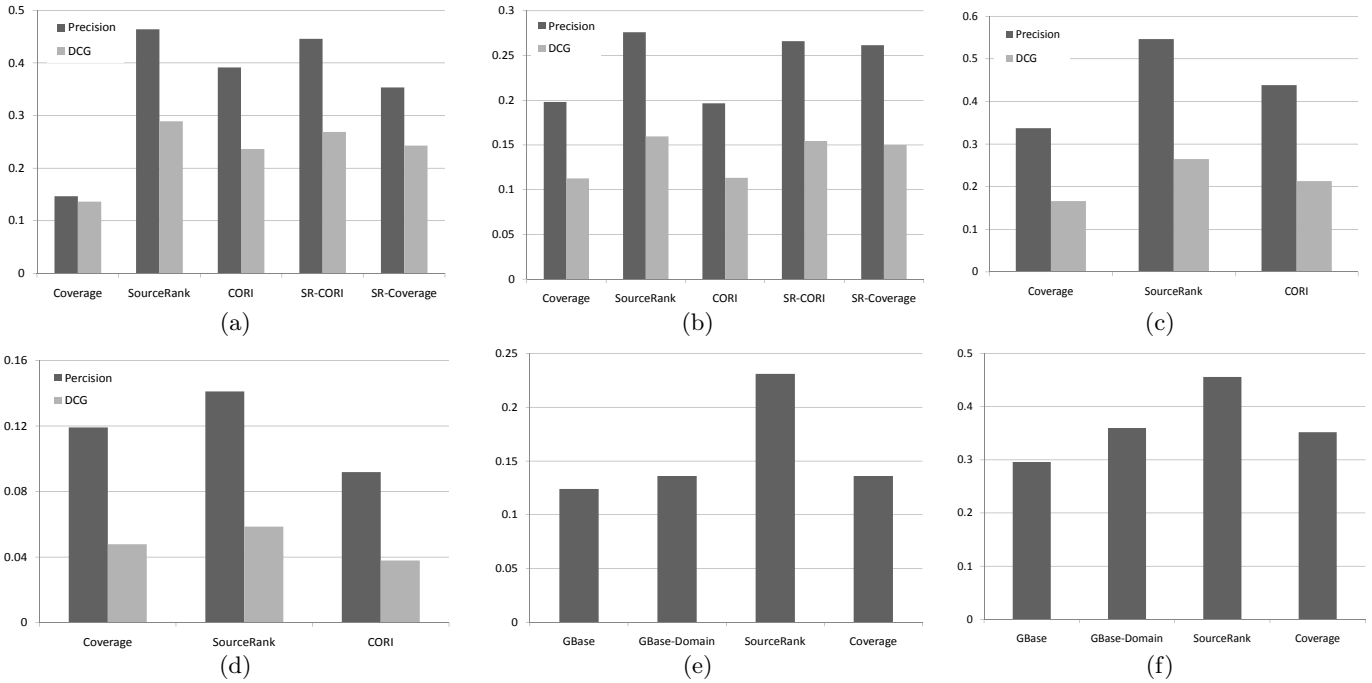 0.5
0.4
0.3
0.2
0.1
0
Precision
DCG
Coverage SourceRank CORI SR-CORI SR-Coverage
(a)
0.3
0.25
0.2
0.15
0.1
0.05
0
Precision
DCG
Coverage SourceRank CORI SR-CORI SR-Coverage
(b)
0.6
0.5
0.4
0.3
0.2
0.1
0
Precision
DCG
Coverage SourceRank CORI
(c)
0.16
0.12
0.08
0.04
0
Percision
DCG
Coverage SourceRank CORI
(d)
0.25
0.2
0.15
0.1
0.05
0
GBase GBase-Domain SourceRank Coverage
(e)
0.5
0.4
0.3
0.2
0.1
0
GBase GBase-Domain SourceRank Coverage
(f)